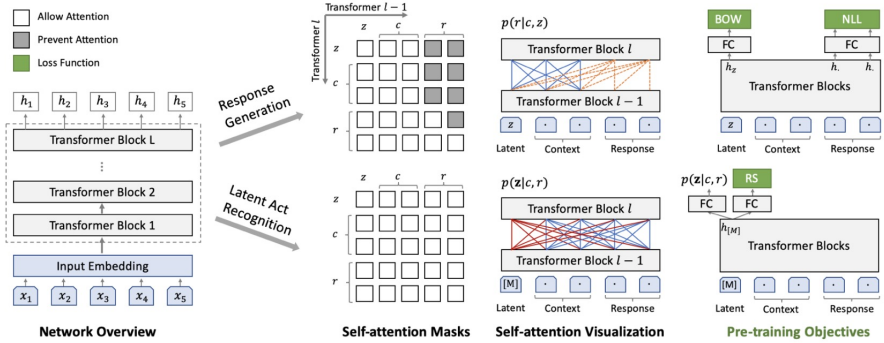 Allow Attention
Prevent Attention
Loss Function
h₁ h₂ h₃ h₄ h₅
Transformer Block L
⋮
Transformer Block 2
Transformer Block 1
Input Embedding
x₁ x₂ x₃ x₄ x₅
Network Overview
Response
Generation
Latent Act
Recognition
Transformer l − 1
Transformer l
z c r
z
c
r
z c r
z
c
r
Self-attention Masks
p(r|c, z)
Transformer Block l
Transformer Block l − 1
z · · · ·
Latent Context Response
p(z|c, r)
Transformer Block l
Transformer Block l − 1
[M] · · · ·
Latent Context Response
Self-attention Visualization
BOW NLL
FC FC
h_z h. h.
Transformer Blocks
z · · · ·
Latent Context Response
p(z|c, r) RS
FC FC
h_[M]
Transformer Blocks
[M] · · · ·
Latent Context Response
Pre-training Objectives